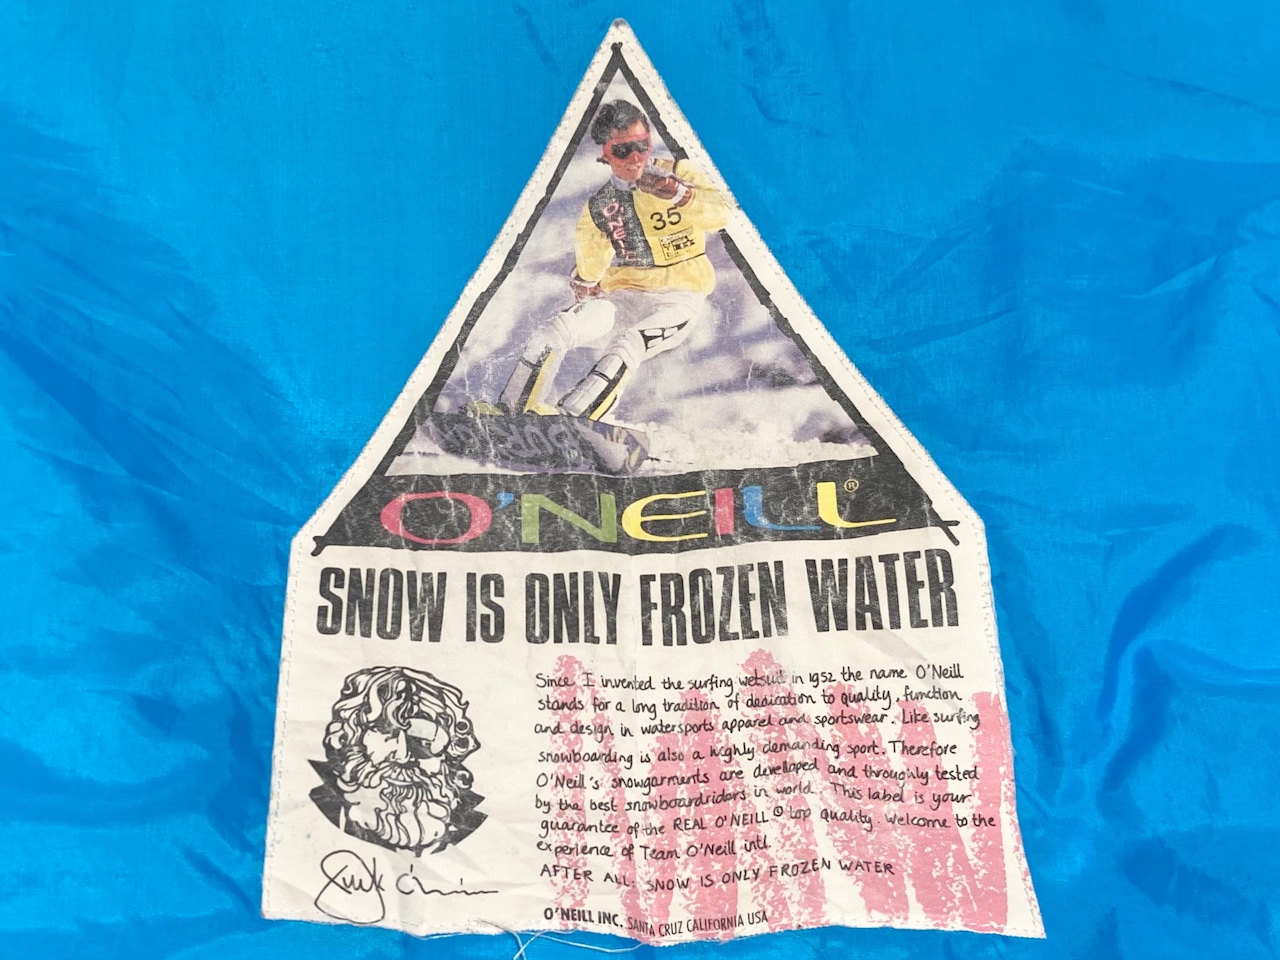 O'NEILL
35
O'NEILL®
SNOW IS ONLY FROZEN WATER
Since I invented the surfing wetsuit in 1952 the name O'Neill
stands for a long tradition of dedication to quality, function
and design in watersports apparel and sportswear. Like surfing
snowboarding is also a highly demanding sport. Therefore
O'Neill's snowgarments are developed and throughly tested
by the best snowboardriders in world. This label is your
guarantee of the REAL O'NEILL® top quality. Welcome to the
experience of Team O'Neill intl.
AFTER ALL: SNOW IS ONLY FROZEN WATER
O'NEILL INC. SANTA CRUZ CALIFORNIA USA